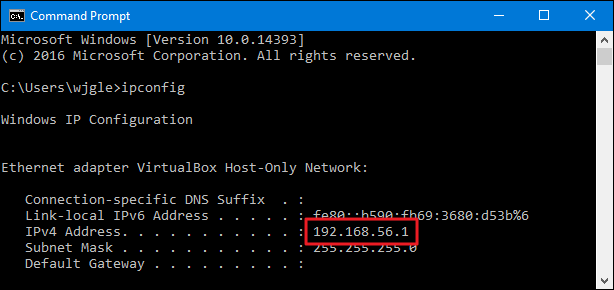 Command Prompt
Microsoft Windows [Version 10.0.14393]
(c) 2016 Microsoft Corporation. All rights reserved.
C:\Users\wjgle>ipconfig
Windows IP Configuration
Ethernet adapter VirtualBox Host-Only Network:
Connection-specific DNS Suffix . :
Link-local IPv6 Address . . . . . : fe80::b590:fb69:3680:d53b%6
IPv4 Address. . . . . . . . . . . : 192.168.56.1
Subnet Mask . . . . . . . . . . . : 255.255.255.0
Default Gateway . . . . . . . . . :